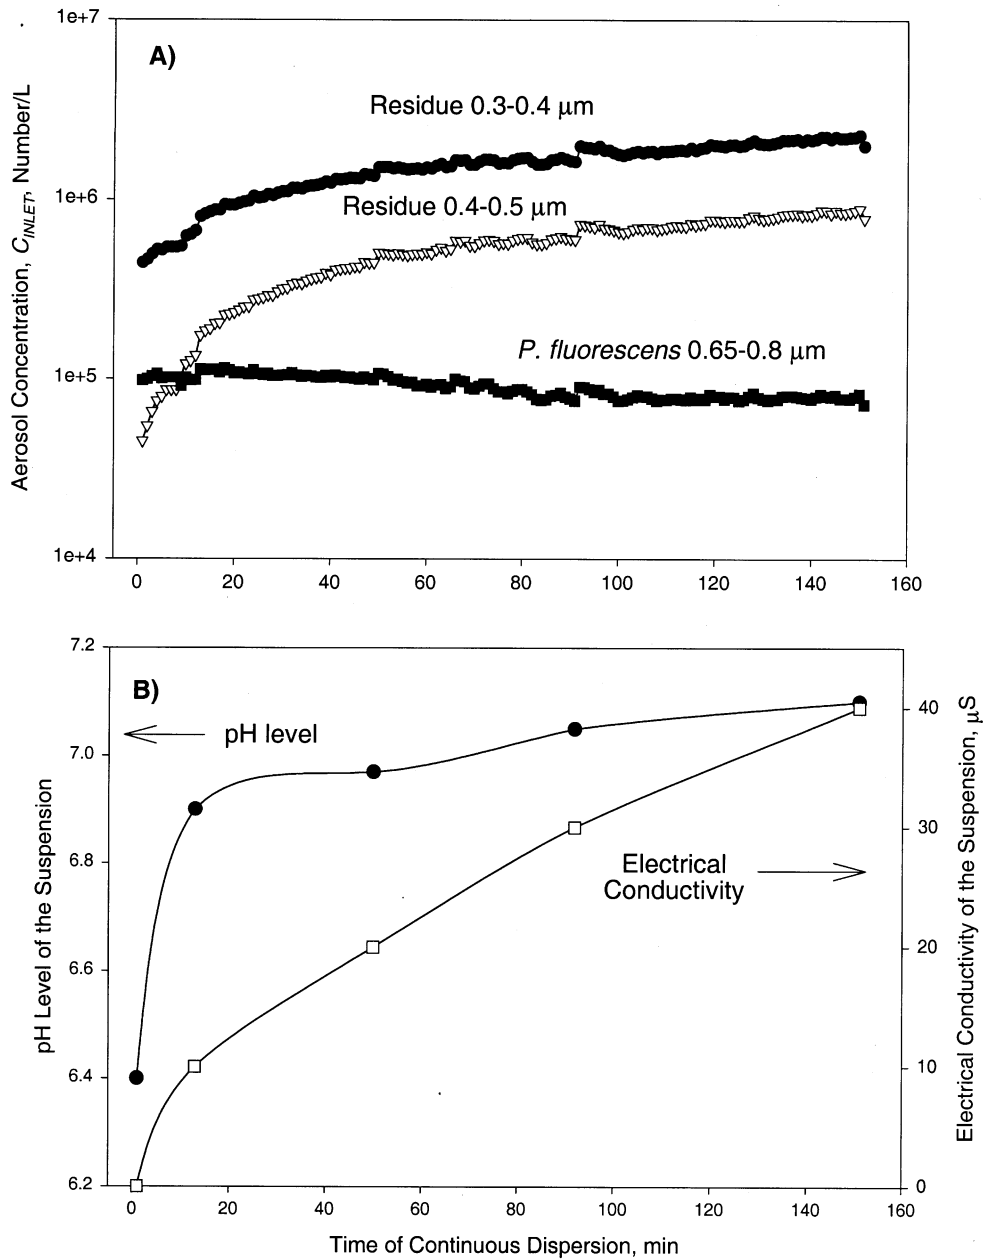 1e+7
A)
Residue 0.3-0.4 μm
1e+6
Residue 0.4-0.5 μm
P. fluorescens 0.65-0.8 μm
1e+5
1e+4
Aerosol Concentration, C_INLET, Number/L
0 20 40 60 80 100 120 140 160
7.2
B)
pH level
40
7.0
6.8
30
Electrical
Conductivity
20
6.6
6.4
10
6.2
0
pH Level of the Suspension
Electrical Conductivity of the Suspension, μS
0 20 40 60 80 100 120 140 160
Time of Continuous Dispersion, min